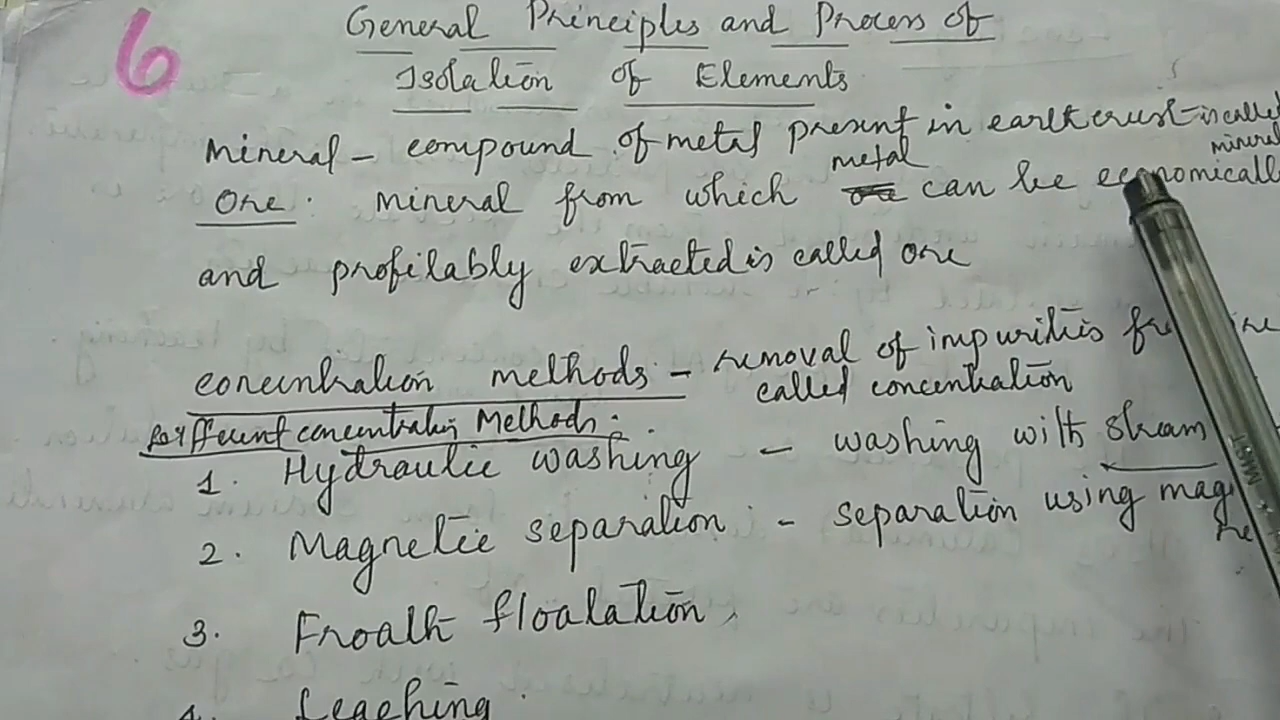 6
General Principles and Process of
Isolation of Elements
Mineral - compound of metal present in earth crust is called mineral
Ore. mineral from which metal can be economicall
and profitably extracted is called ore
concentration methods - removal of impurities
called concentration
Different concentrating Methods:-
1. Hydraulic washing - washing with stream
2. Magnetic separation - separation using mag
3. Froath floatation
4. Leaching